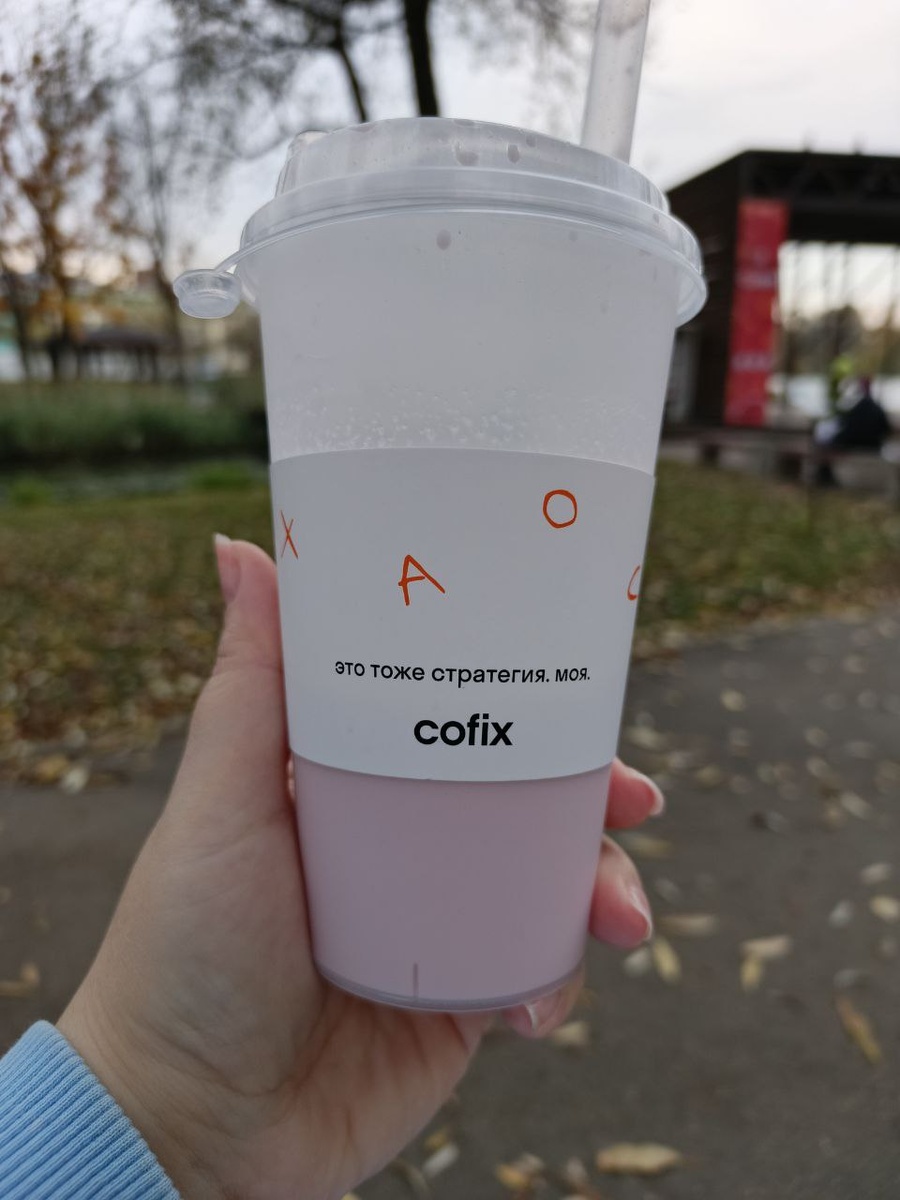 Х А О С
это тоже стратегия. моя.
cofix